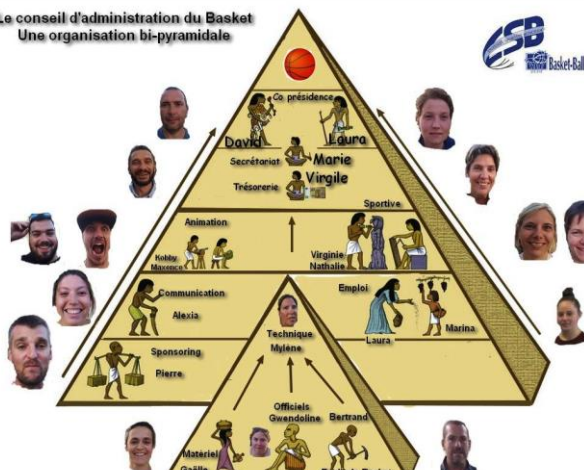 Le conseil d'administration du Basket
Une organisation bi-pyramidale
CSB
Basket-Ball
Co présidence
David
Laura
Secrétariat
Marie
Trésorerie
Virgile
Sportive
Animation
Kobby
Maxence
Virginie
Nathalie
Communication
Alexia
Emploi
Laura
Marina
Technique
Mylène
Sponsoring
Pierre
Officiels
Gwendoline
Bertrand
Matériel
Gaëlle